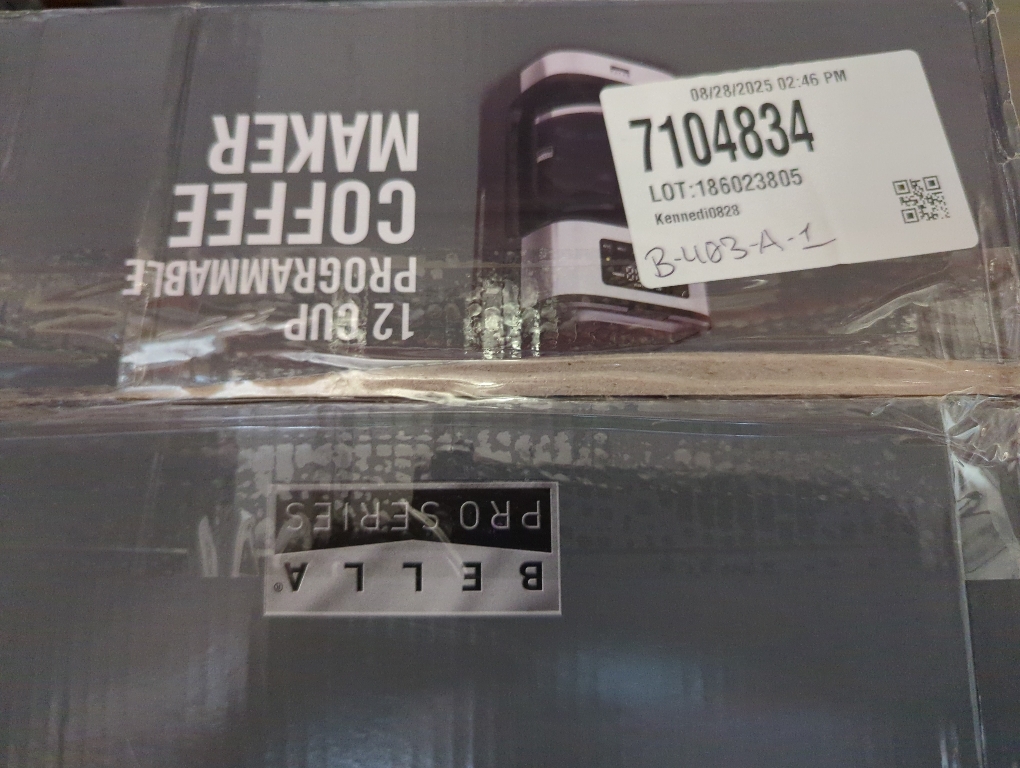 08/28/2025 02:46 PM
7104834
LOT:186023805
Kennedi0828
B-403-A-1
12 CUP
PROGRAMMABLE
COFFEE
MAKER
BELLA®
PRO SERIES